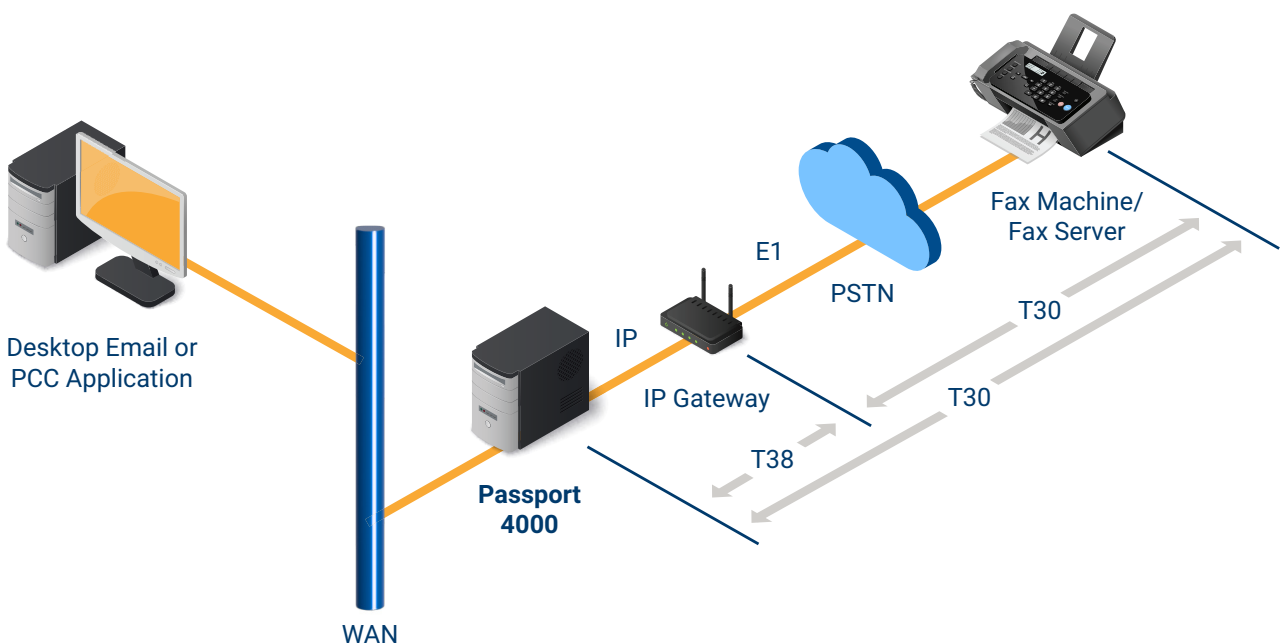 Fax Machine/
Fax Server
E1
PSTN
T30
Desktop Email or
PCC Application
IP
IP Gateway
T30
T38
Passport
4000
WAN